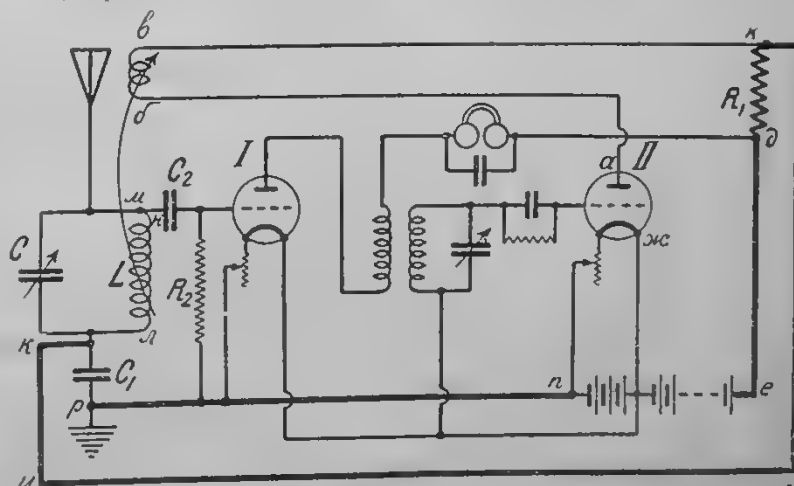 в
к
б
R₁
I
д
C₂
а
II
м
н
C
L
R₂
ж
к
л
C₁
п
е
р
и